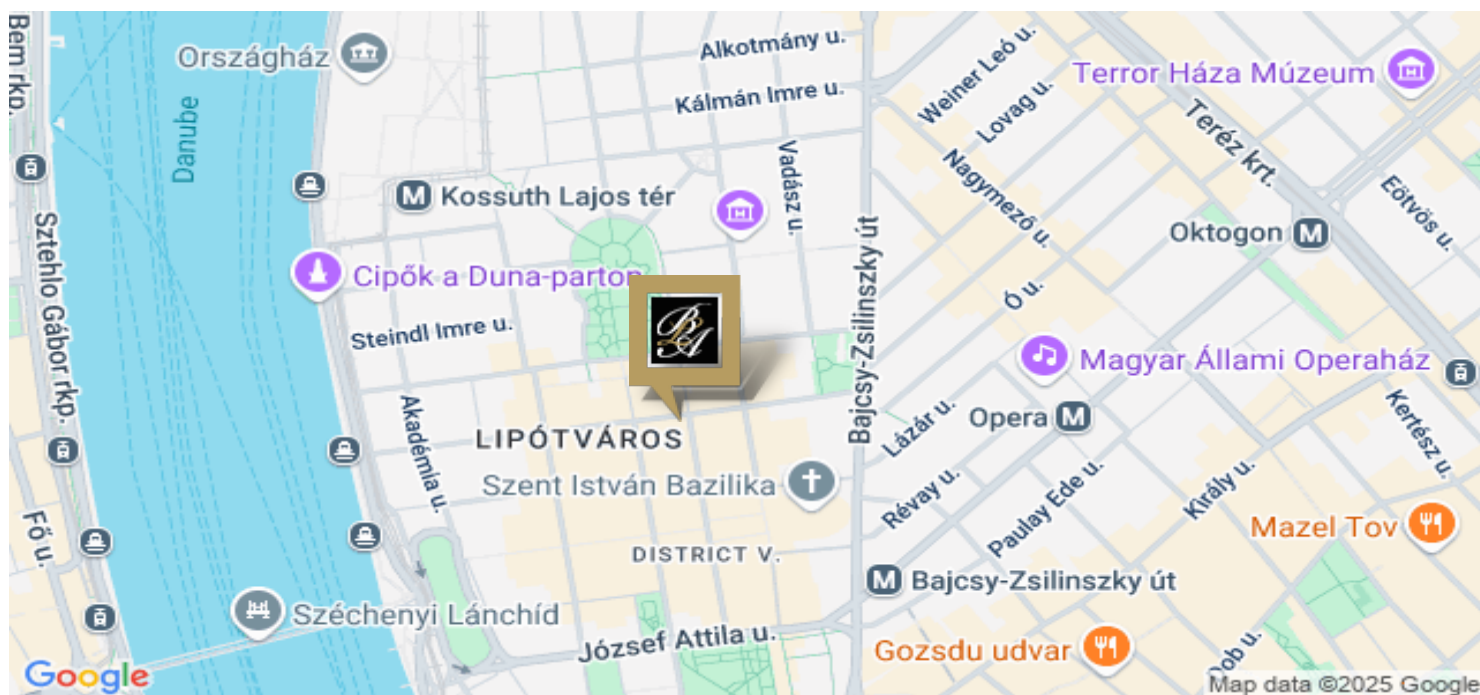 Bem rkp.
Országház
Alkotmány u.
Kálmán Imre u.
Weiner Leó u.
Lovag u.
Terror Háza Múzeum
Teréz krt.
Danube
Vadász u.
Nagymező u.
Eötvös u.
M Kossuth Lajos tér
Oktogon M
Sztehlo Gábor rkp.
Cipők a Duna-parton
Bajcsy-Zsilinszky út
Ó u.
Steindl Imre u.
B
&
A
Magyar Állami Operaház
Akadémia u.
Lázár u.
Opera M
Kertész u.
LIPÓTVÁROS
Szent István Bazilika
Révay u.
Paulay Ede u.
Király u.
Fő u.
Mazel Tov
DISTRICT V.
M Bajcsy-Zsilinszky út
Széchenyi Lánchíd
József Attila u.
Gozsdu udvar
Dob u.
Google
Map data ©2025 Google